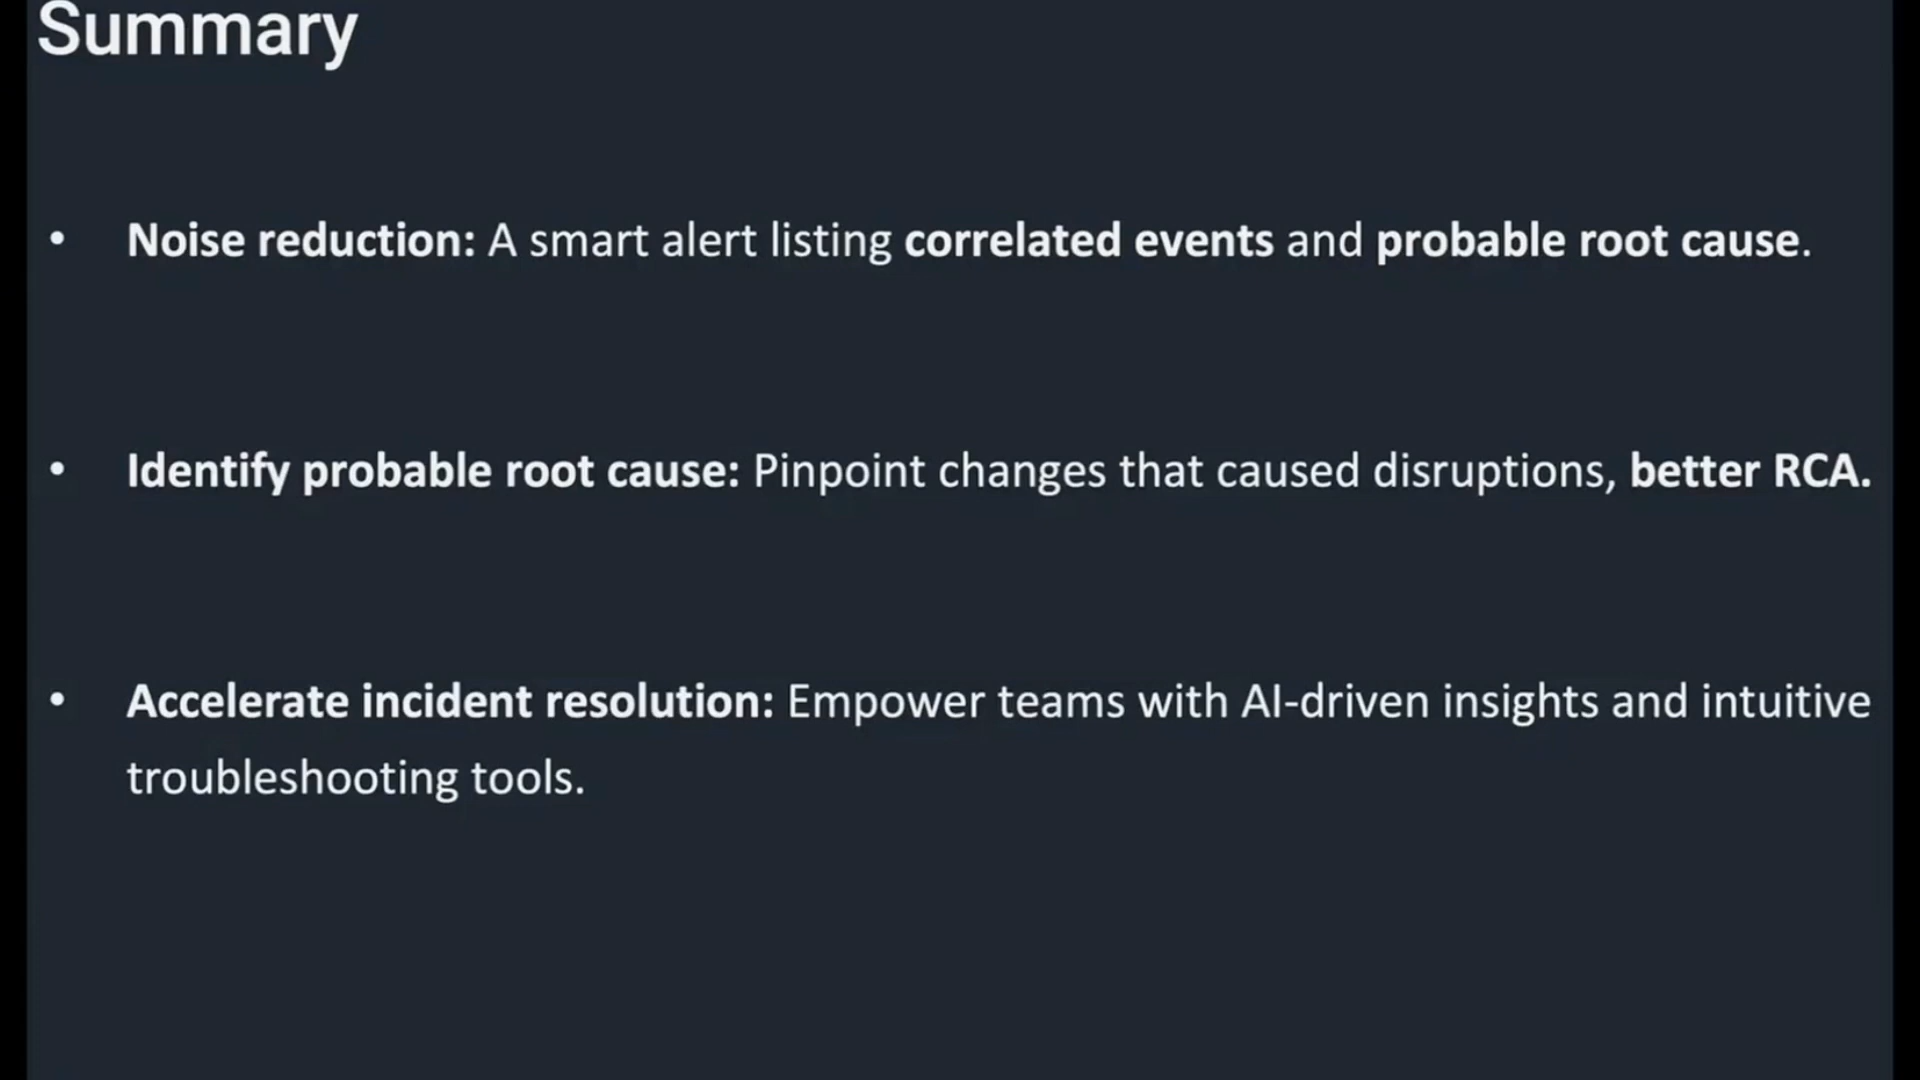 Summary
• Noise reduction: A smart alert listing correlated events and probable root cause.
• Identify probable root cause: Pinpoint changes that caused disruptions, better RCA.
• Accelerate incident resolution: Empower teams with AI-driven insights and intuitive
troubleshooting tools.